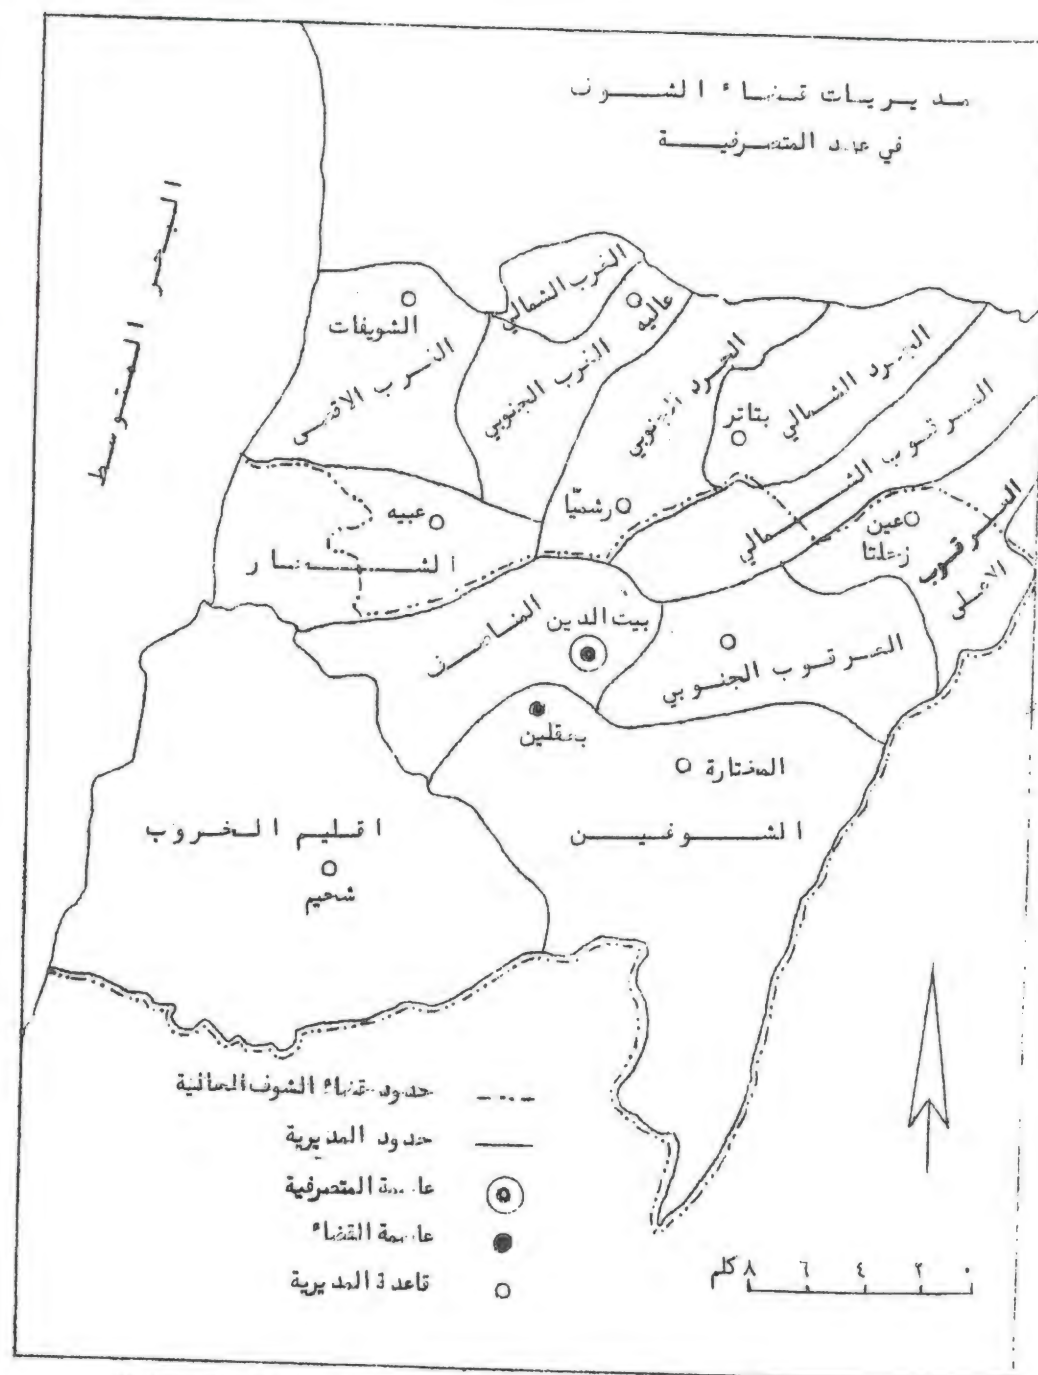 مديريات قضاء الشوف
في عهد المتصرفية
البحر المتوسط
الغرب الشمالي
عاليه
الشويفات
الغرب الاقصى
الغرب الجنوبي
الجرد الجنوبي
الجرد الشمالي
بتاتر
العرقوب الشمالي
رشميا
عبيه
الشحار
عين زحلتا
العرقوب الاعلى
المناصف
بيت الدين
العرقوب الجنوبي
بعقلين
المختارة
الشوفين
اقليم الخروب
شحيم
حدود قضاء الشوف الحالية
حدود المديرية
عاصمة المتصرفية
عاصمة القضاء
قاعدة المديرية
٠ ٢ ٤ ٦ ٨ كلم